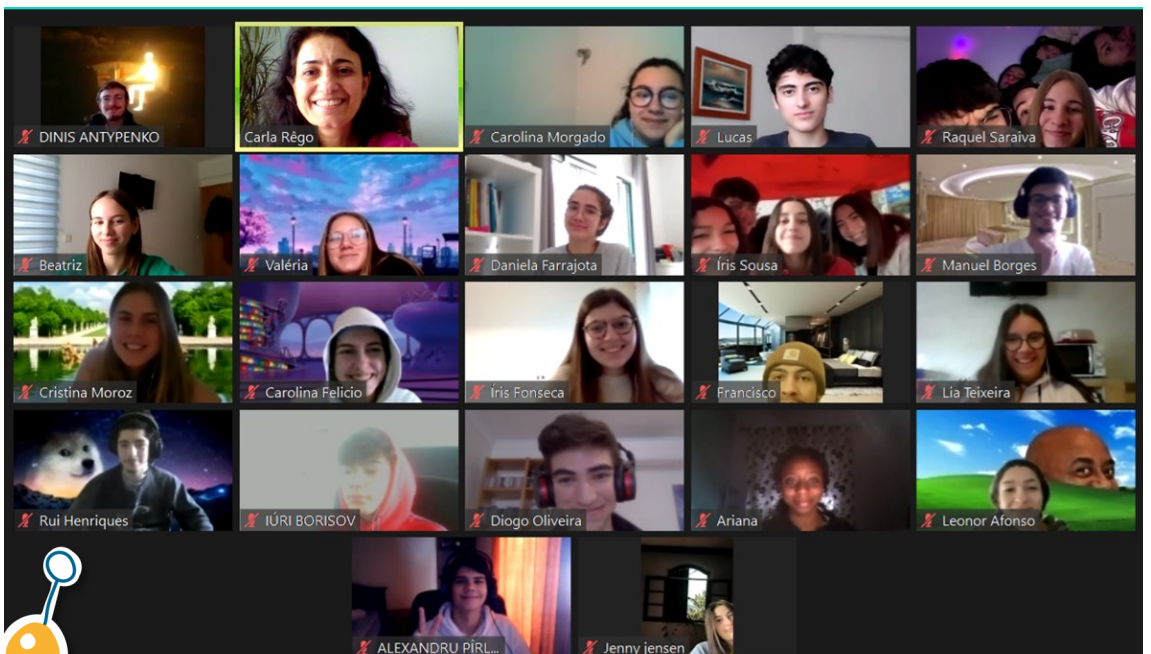 DINIS ANTYPENKO
Carla Rêgo
Carolina Morgado
Lucas
Raquel Saraiva
Beatriz
Valéria
Daniela Farrajota
Íris Sousa
Manuel Borges
Cristina Moroz
Carolina Felicio
Íris Fonseca
Francisco
Lia Teixeira
Rui Henriques
IÚRI BORISOV
Diogo Oliveira
Ariana
Leonor Afonso
ALEXANDRU PÎRL...
Jenny jensen